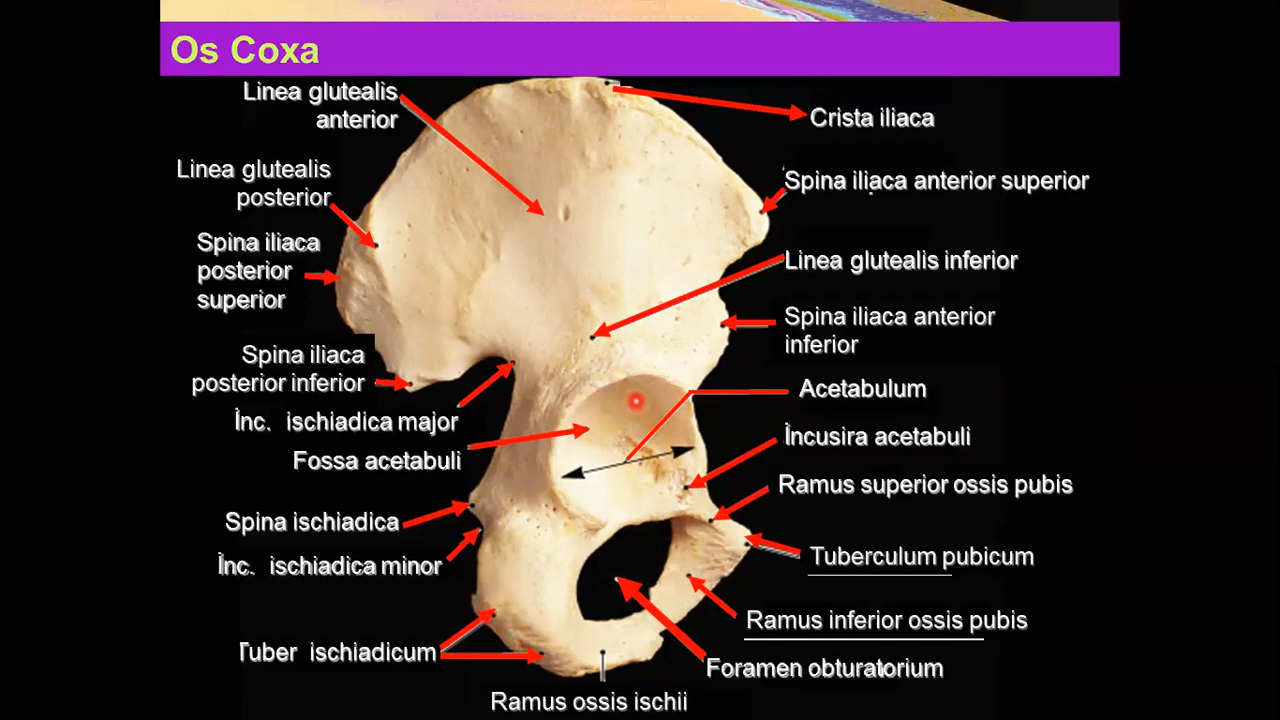 Os Coxa
Linea glutealis
anterior
Crista iliaca
Linea glutealis
posterior
Spina iliaca anterior superior
Spina iliaca
posterior
superior
Linea glutealis inferior
Spina iliaca anterior
inferior
Spina iliaca
posterior inferior
Acetabulum
İnc. ischiadica major
İncusira acetabuli
Fossa acetabuli
Ramus superior ossis pubis
Spina ischiadica
Tuberculum pubicum
İnc. ischiadica minor
Ramus inferior ossis pubis
Tuber ischiadicum
Foramen obturatorium
Ramus ossis ischii